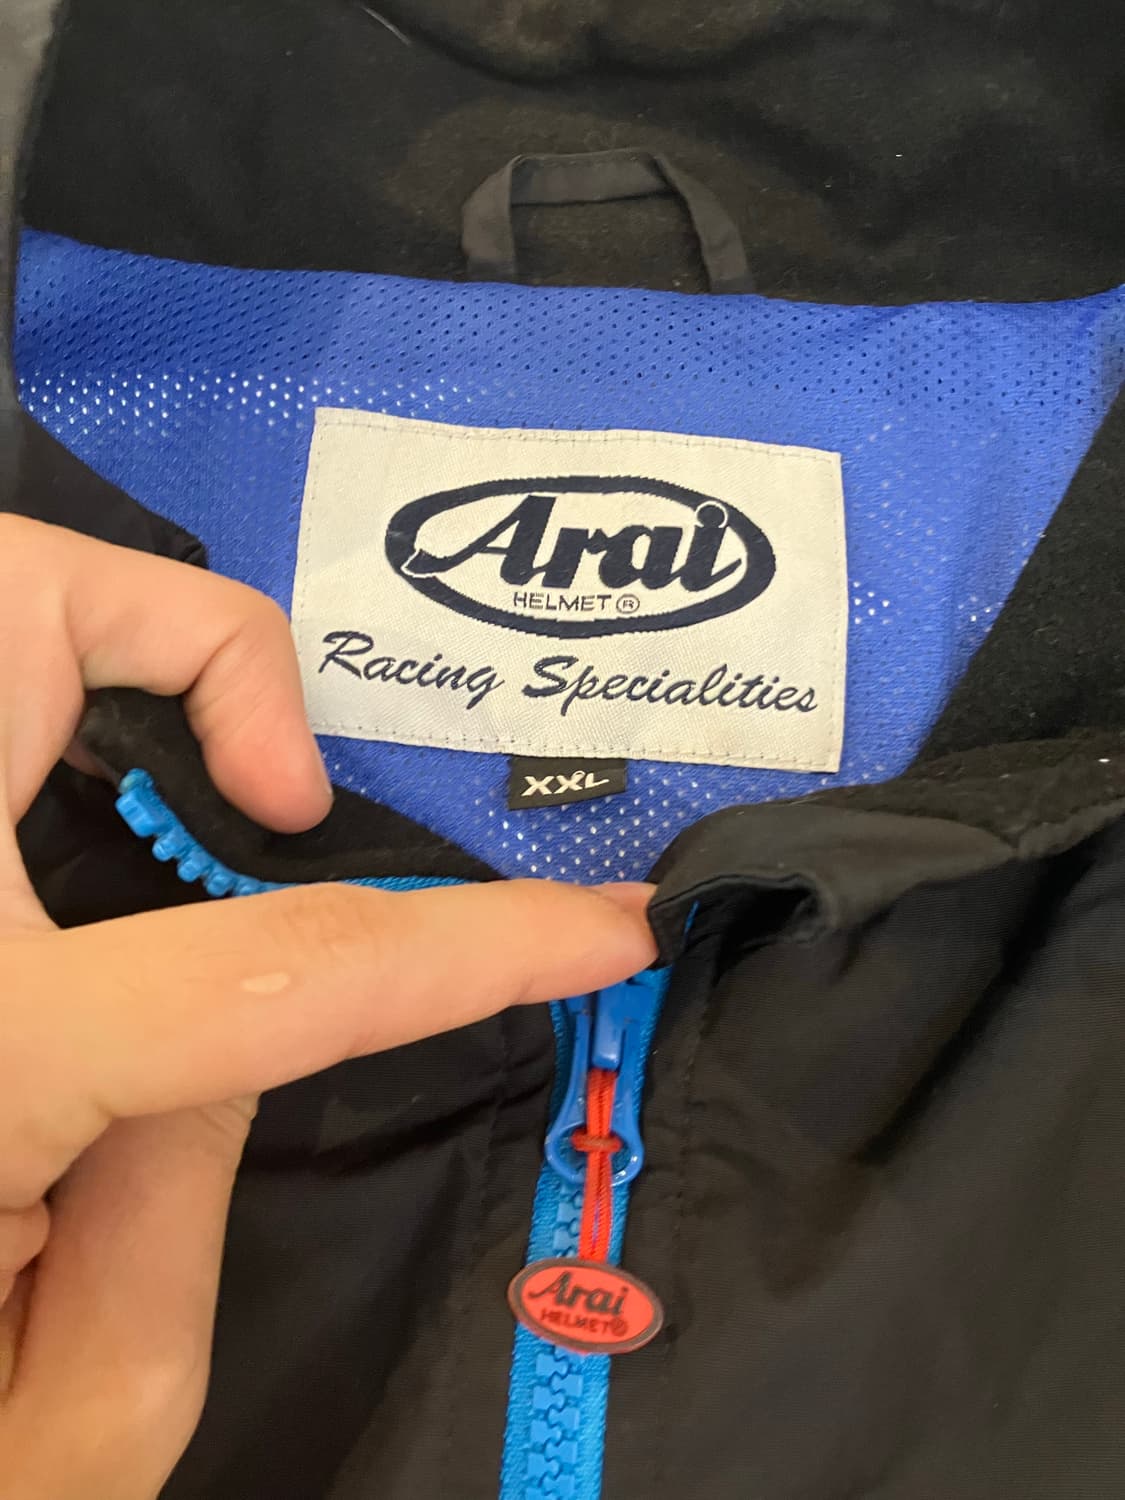 Arai
HELMET ®
Racing Specialities
XXL
Arai
HELMET®